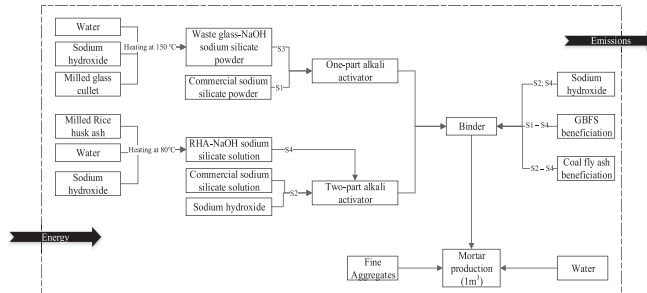 Water
Sodium
hydroxide
Milled glass
cullet
Heating at 150 ℃
Waste glass-NaOH
sodium silicate
powder
S3
Commercial sodium
silicate powder
S1
One-part alkali
activator
Emissions
Milled Rice
husk ash
Water
Sodium
hydroxide
Heating at 80℃
RHA-NaOH sodium
silicate solution
S4
Commercial sodium
silicate solution
Sodium hydroxide
S2
Two-part alkali
activator
Binder
S2; S4
Sodium
hydroxide
S1 – S4
GBFS
beneficiation
S2 – S4
Coal fly ash
beneficiation
Energy
Fine
Aggregates
Mortar
production
(1m³)
Water